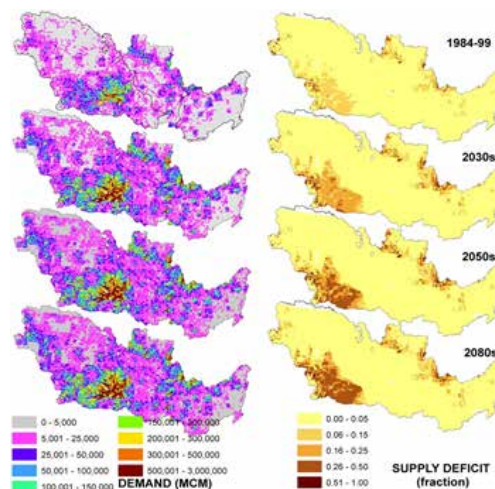 1984-99
2030s
2050s
2080s
0 - 5,000
5,001 - 25,000
25,001 - 50,000
50,001 - 100,000
100,001 - 150,000
150,001 - 200,000
200,001 - 300,000
300,001 - 500,000
500,001 - 3,000,000
DEMAND (MCM)
0.00 - 0.05
0.06 - 0.15
0.16 - 0.25
0.26 - 0.50
0.51 - 1.00
SUPPLY DEFICIT
(fraction)